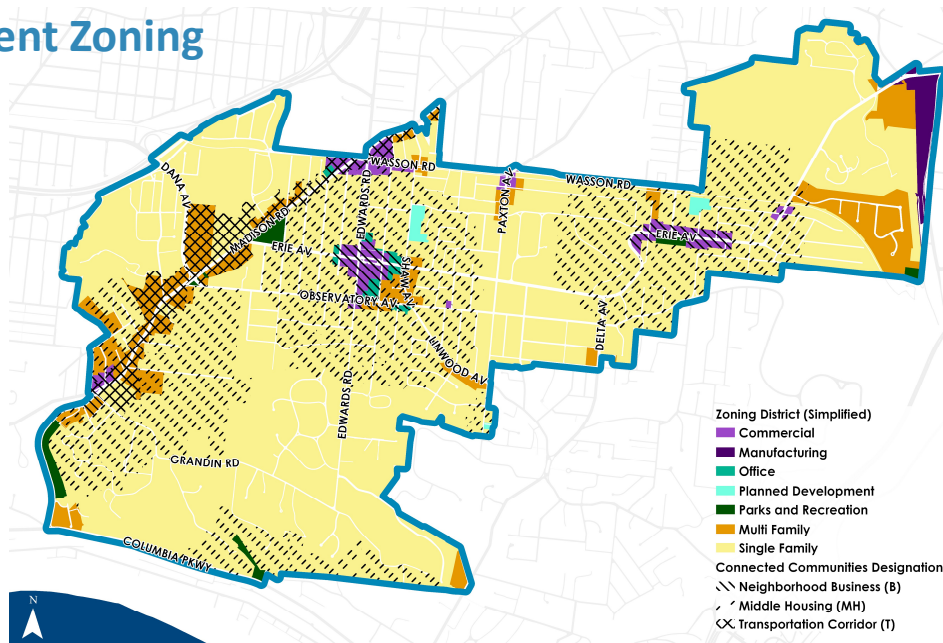 ent Zoning
WASSON RD
DANA AV
EDWARDS RD
PAXTON AV
WASSON RD
MADISON RD
ERIE AV
ERIE AV
SHAW AV
OBSERVATORY AV
DELTA AV
LINWOOD AV
EDWARDS RD
GRANDIN RD
COLUMBIA PKWY
N
Zoning District (Simplified)
Commercial
Manufacturing
Office
Planned Development
Parks and Recreation
Multi Family
Single Family
Connected Communities Designation
Neighborhood Business (B)
Middle Housing (MH)
Transportation Corridor (T)